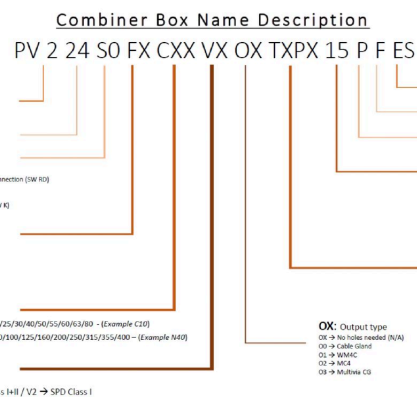 Combiner Box Name Description
PV 2 24 S0 FX CXX VX OX TXPX 15 P F ES
nnection (SW RD)
W K)
/25/30/40/50/55/60/63/80 - (Example C10)
0/100/125/160/200/250/315/355/400 – (Example N40)
OX: Output type
OX → No holes needed (N/A)
O0 → Cable Gland
O1 → WM4C
O2 → MC4
O3 → Multivia CG
s I+II / V2 → SPD Class I